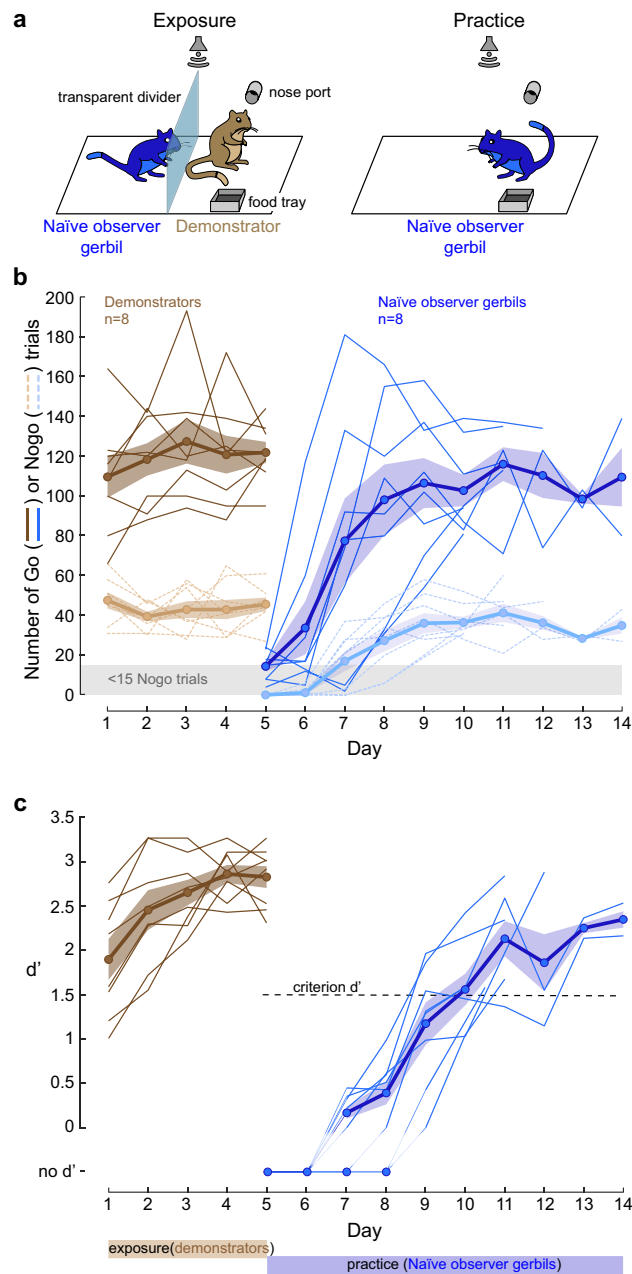 a
Exposure
Practice
transparent divider
nose port
food tray
Naïve observer
gerbil
Demonstrator
Naïve observer
gerbil
b
Number of Go ( ) or Nogo ( ) trials
200
180
160
140
120
100
80
60
40
20
0
Demonstrators
n=8
Naïve observer gerbils
n=8
<15 Nogo trials
1 2 3 4 5 6 7 8 9 10 11 12 13 14
Day
c
d’
3.5
3
2.5
2
1.5
1
0.5
0
no d’
criterion d’
1 2 3 4 5 6 7 8 9 10 11 12 13 14
Day
exposure(demonstrators)
practice (Naïve observer gerbils)